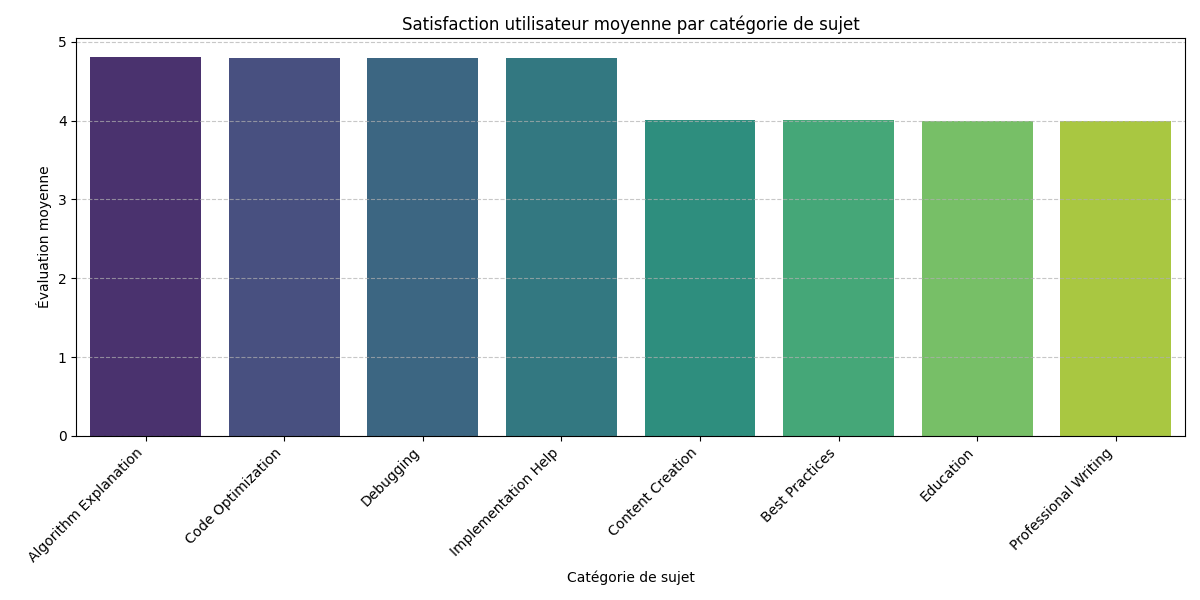 Satisfaction utilisateur moyenne par catégorie de sujet
Évaluation moyenne
5
4
3
2
1
0
Algorithm Explanation
Code Optimization
Debugging
Implementation Help
Content Creation
Best Practices
Education
Professional Writing
Catégorie de sujet